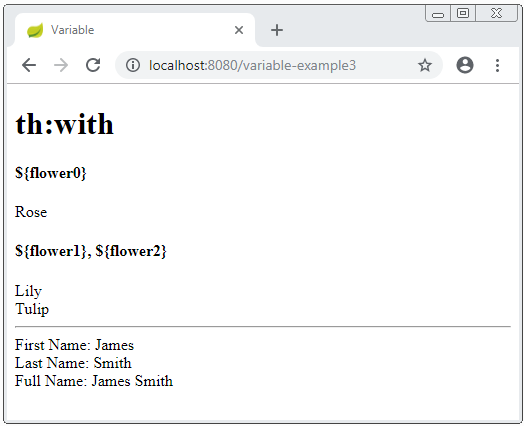 Variable
localhost:8080/variable-example3
th:with
${flower0}
Rose
${flower1}, ${flower2}
Lily
Tulip
First Name: James
Last Name: Smith
Full Name: James Smith